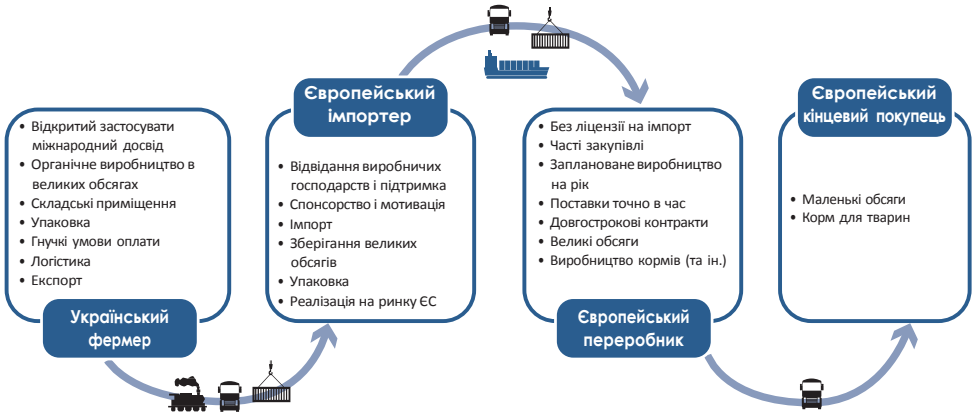 • Відкритий застосувати
міжнародний досвід
• Органічне виробництво в
великих обсягах
• Складські приміщення
• Упаковка
• Гнучкі умови оплати
• Логістика
• Експорт
Український
фермер
Європейський
імпортер
• Відвідання виробничих
господарств і підтримка
• Спонсорство і мотивація
• Імпорт
• Зберігання великих
обсягів
• Упаковка
• Реалізація на ринку ЄС
• Без ліцензії на імпорт
• Часті закупівлі
• Заплановане виробництво
на рік
• Поставки точно в час
• Довгострокові контракти
• Великі обсяги
• Виробництво кормів (та ін.)
Європейський
переробник
Європейський
кінцевий покупець
• Маленькі обсяги
• Корм для тварин